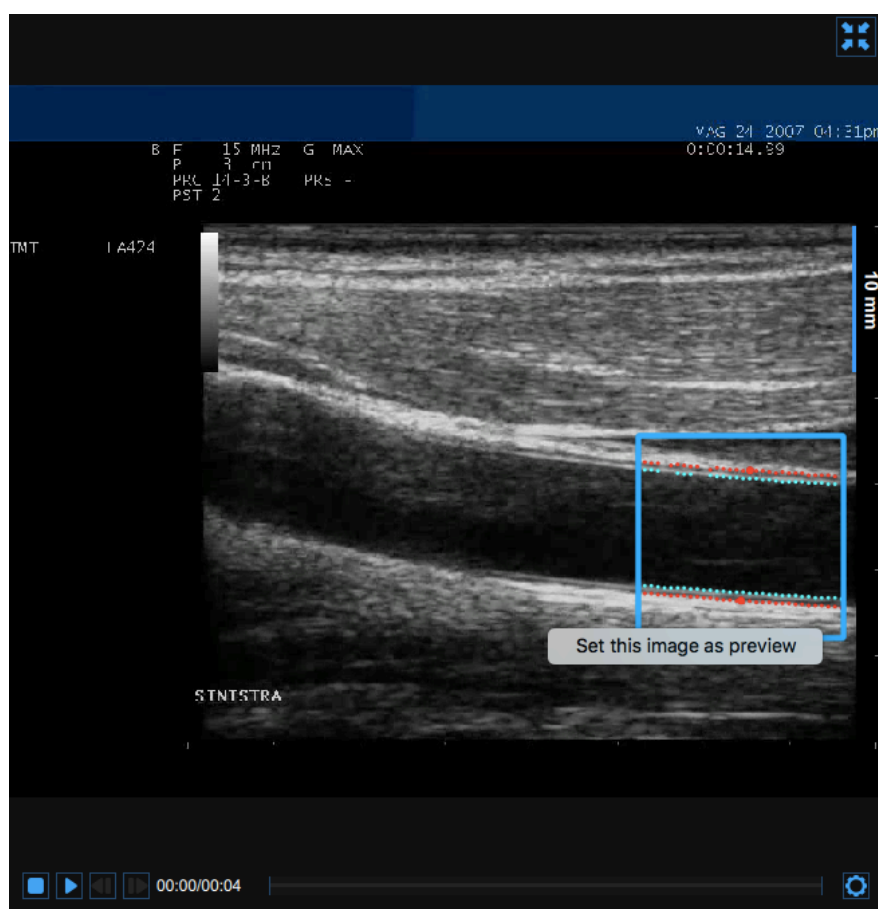 MAG 24 2007 04:31pm
B F 15 MHz G MAX
0:00:14.99
P 3 cm
PRC 14-3-B PRS -
PST 2
TMT LA424
10 mm
Set this image as preview
SINISTRA
00:00/00:04